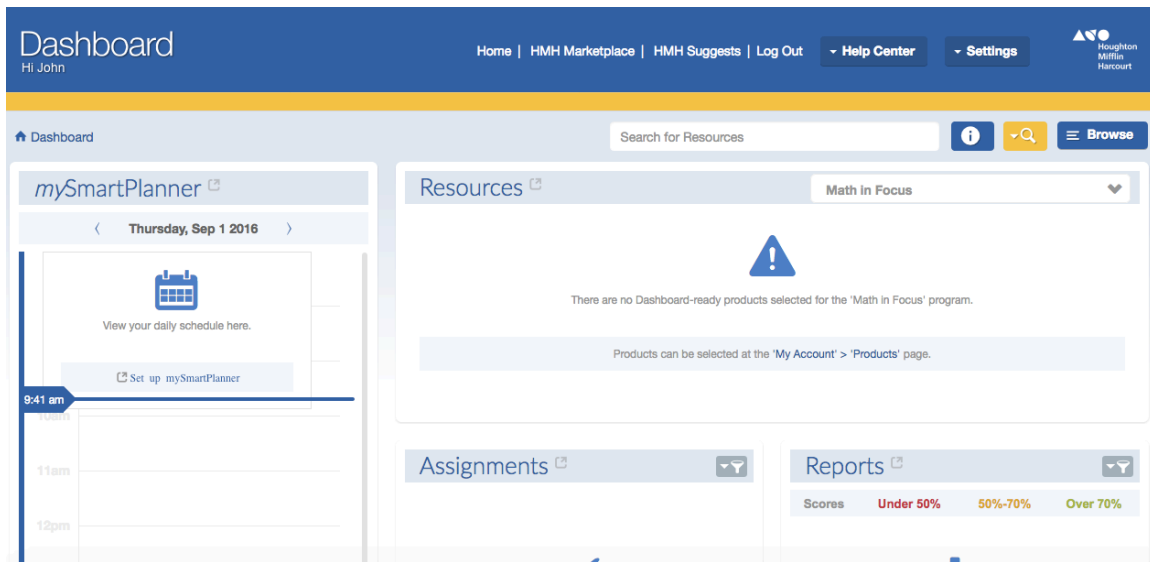 Dashboard
Hi John
Home | HMH Marketplace | HMH Suggests | Log Out
Help Center
Settings
Houghton
Mifflin
Harcourt
Dashboard
Search for Resources
Browse
mySmartPlanner
Thursday, Sep 1 2016
View your daily schedule here.
Set up mySmartPlanner
9:41 am
10am
11am
12pm
Resources
Math in Focus
There are no Dashboard-ready products selected for the 'Math in Focus' program.
Products can be selected at the 'My Account' > 'Products' page.
Assignments
Reports
Scores Under 50% 50%-70% Over 70%